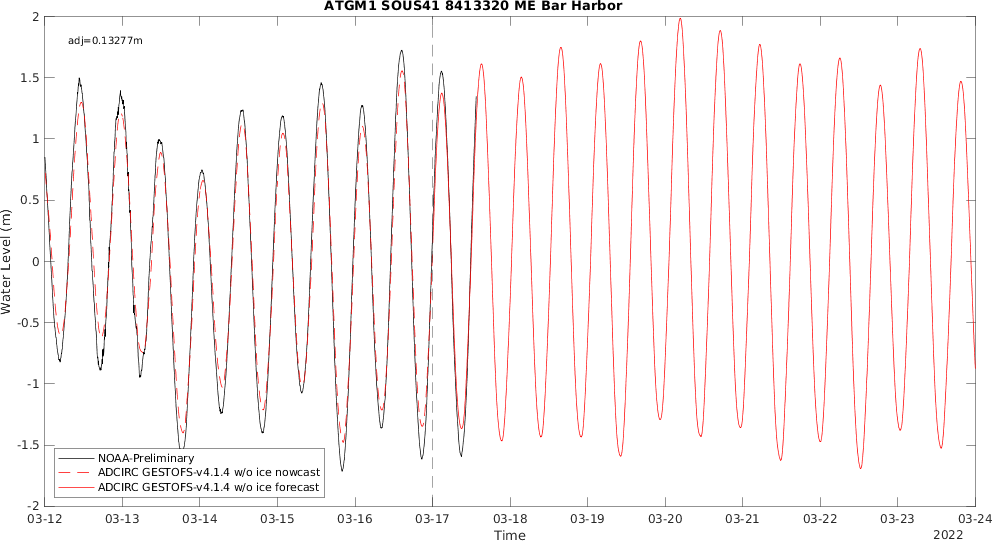 ATGM1 SOUS41 8413320 ME Bar Harbor
adj=0.13277m
Water Level (m)
2
1.5
1
0.5
0
-0.5
-1
-1.5
-2
NOAA-Preliminary
ADCIRC GESTOFS-v4.1.4 w/o ice nowcast
ADCIRC GESTOFS-v4.1.4 w/o ice forecast
03-12 03-13 03-14 03-15 03-16 03-17 03-18 03-19 03-20 03-21 03-22 03-23 03-24
Time
2022